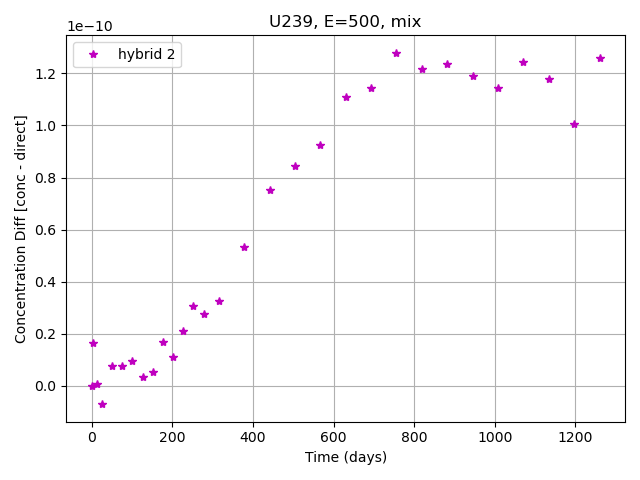 U239, E=500, mix
1e−10
hybrid 2
1.2
1.0
0.8
0.6
0.4
0.2
0.0
Concentration Diff [conc - direct]
0 200 400 600 800 1000 1200
Time (days)